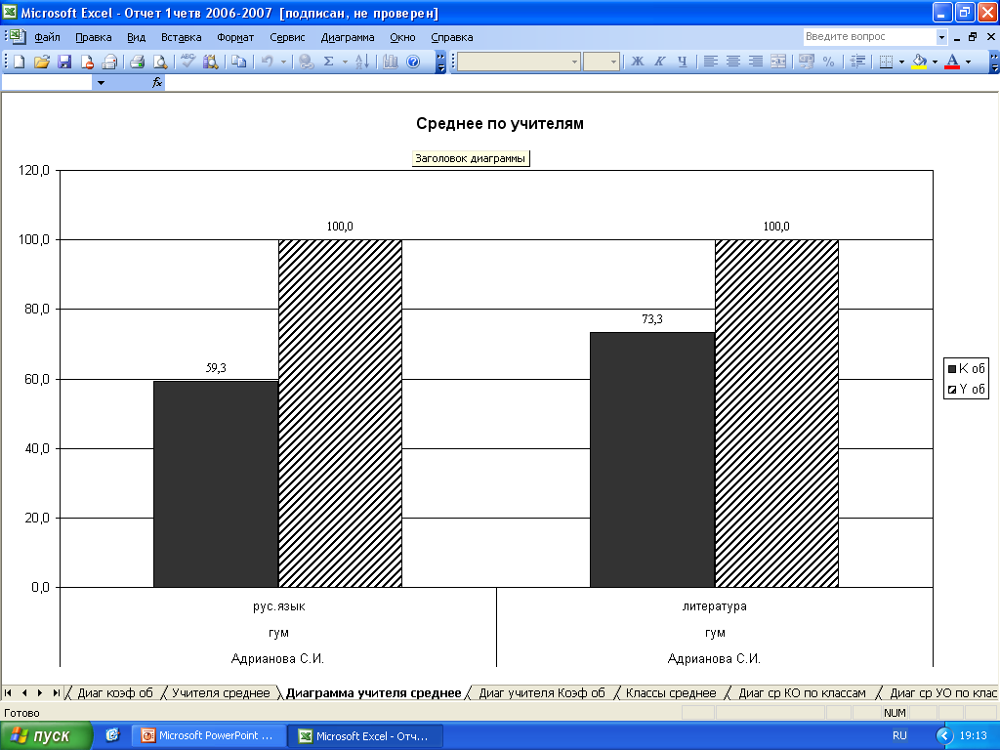 Microsoft Excel - Отчет 1четв 2006-2007 [подписан, не проверен]
Файл Правка Вид Вставка Формат Сервис Диаграмма Окно Справка
Введите вопрос
Ж К Ч
fx
Среднее по учителям
Заголовок диаграммы
120,0
100,0
80,0
60,0
40,0
20,0
0,0
59,3
100,0
73,3
100,0
К об
Y об
рус.язык
гум
Адрианова С.И.
литература
гум
Адрианова С.И.
Диаг коэф об Учителя среднее Диаграмма учителя среднее Диаг учителя Коэф об Классы среднее Диаг ср КО по классам Диаг ср УО по клас
Готово
NUM
пуск
Microsoft PowerPoint ...
Microsoft Excel - Отч...
RU
19:13